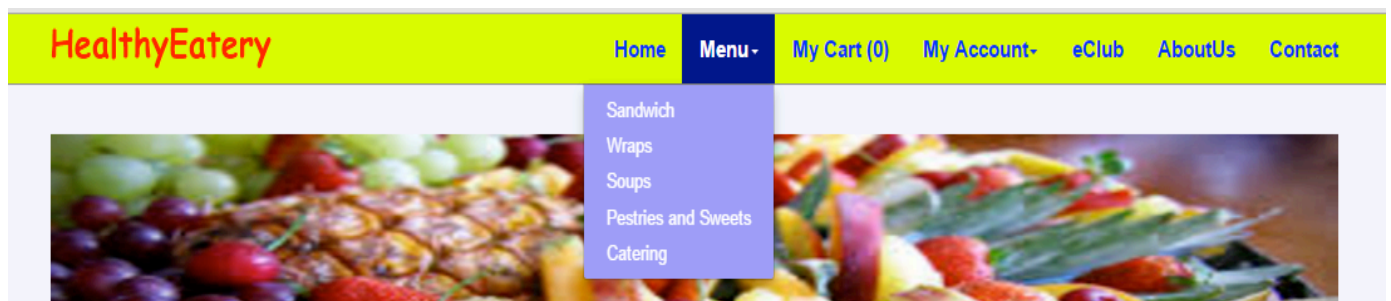 HealthyEatery Home Menu My Cart (0) My Account eClub AboutUs Contact
Sandwich
Wraps
Soups
Pestries and Sweets
Catering